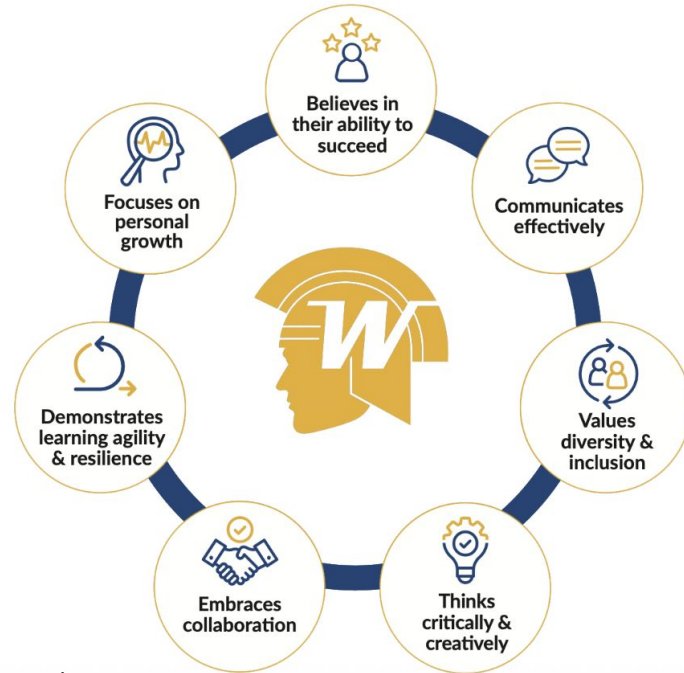 Believes in
their ability to
succeed
Communicates
effectively
Values
diversity &
inclusion
Thinks
critically &
creatively
Embraces
collaboration
Demonstrates
learning agility
& resilience
Focuses on
personal
growth
W